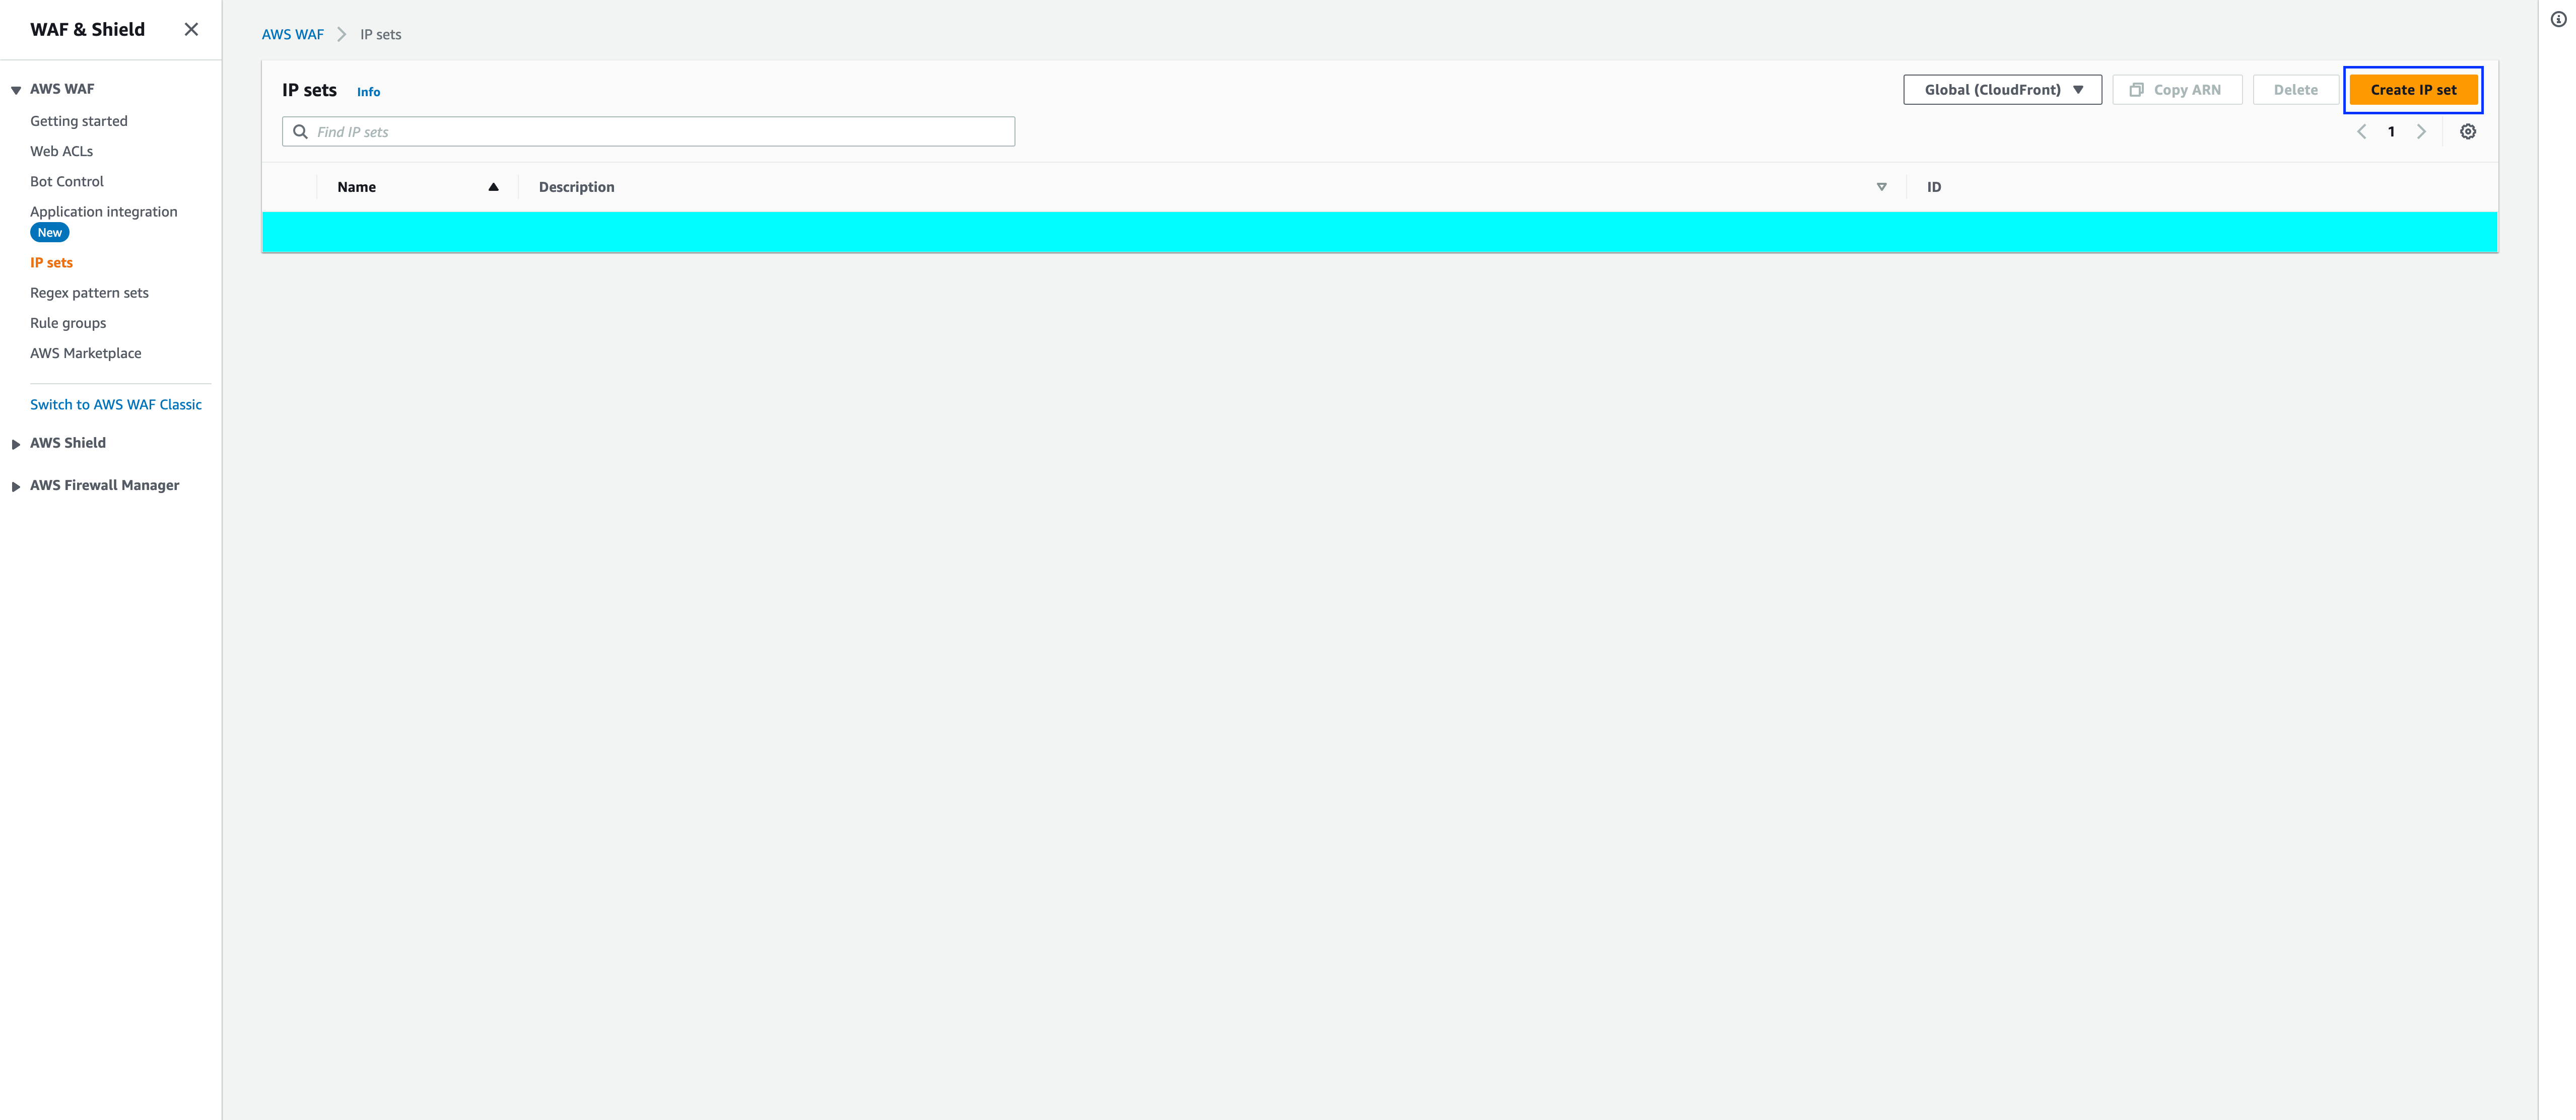 WAF & Shield
AWS WAF
Getting started
Web ACLs
Bot Control
Application integration
New
IP sets
Regex pattern sets
Rule groups
AWS Marketplace
Switch to AWS WAF Classic
AWS Shield
AWS Firewall Manager
AWS WAF IP sets
IP sets Info Global (CloudFront) Copy ARN Delete Create IP set
Find IP sets 1
Name Description ID